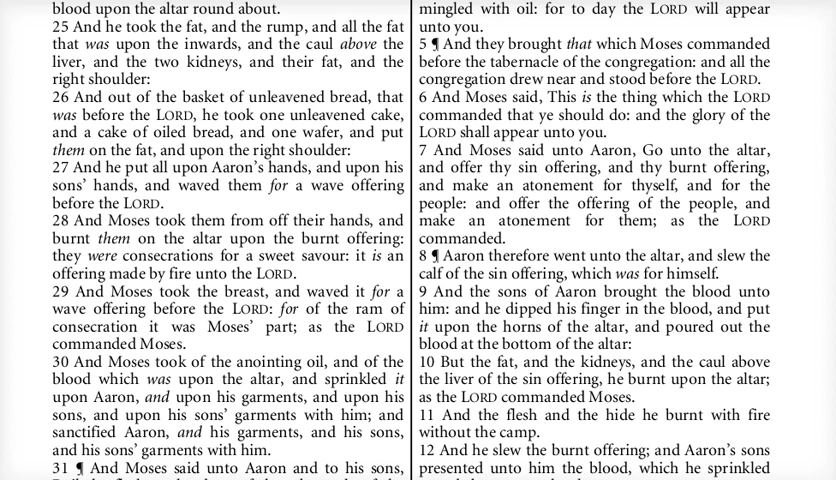 blood upon the altar round about.
25 And he took the fat, and the rump, and all the fat
that was upon the inwards, and the caul above the
liver, and the two kidneys, and their fat, and the
right shoulder:
26 And out of the basket of unleavened bread, that
was before the LORD, he took one unleavened cake,
and a cake of oiled bread, and one wafer, and put
them on the fat, and upon the right shoulder:
27 And he put all upon Aaron's hands, and upon his
sons' hands, and waved them for a wave offering
before the LORD.
28 And Moses took them from off their hands, and
burnt them on the altar upon the burnt offering:
they were consecrations for a sweet savour: it is an
offering made by fire unto the LORD.
29 And Moses took the breast, and waved it for a
wave offering before the LORD: for of the ram of
consecration it was Moses' part; as the LORD
commanded Moses.
30 And Moses took of the anointing oil, and of the
blood which was upon the altar, and sprinkled it
upon Aaron, and upon his garments, and upon his
sons, and upon his sons' garments with him; and
sanctified Aaron, and his garments, and his sons,
and his sons' garments with him.
31 ¶ And Moses said unto Aaron and to his sons,
mingled with oil: for to day the LORD will appear
unto you.
5 ¶ And they brought that which Moses commanded
before the tabernacle of the congregation: and all the
congregation drew near and stood before the LORD.
6 And Moses said, This is the thing which the LORD
commanded that ye should do: and the glory of the
LORD shall appear unto you.
7 And Moses said unto Aaron, Go unto the altar,
and offer thy sin offering, and thy burnt offering,
and make an atonement for thyself, and for the
people: and offer the offering of the people, and
make an atonement for them; as the LORD
commanded.
8 ¶ Aaron therefore went unto the altar, and slew the
calf of the sin offering, which was for himself.
9 And the sons of Aaron brought the blood unto
him: and he dipped his finger in the blood, and put
it upon the horns of the altar, and poured out the
blood at the bottom of the altar:
10 But the fat, and the kidneys, and the caul above
the liver of the sin offering, he burnt upon the altar;
as the LORD commanded Moses.
11 And the flesh and the hide he burnt with fire
without the camp.
12 And he slew the burnt offering; and Aaron's sons
presented unto him the blood, which he sprinkled